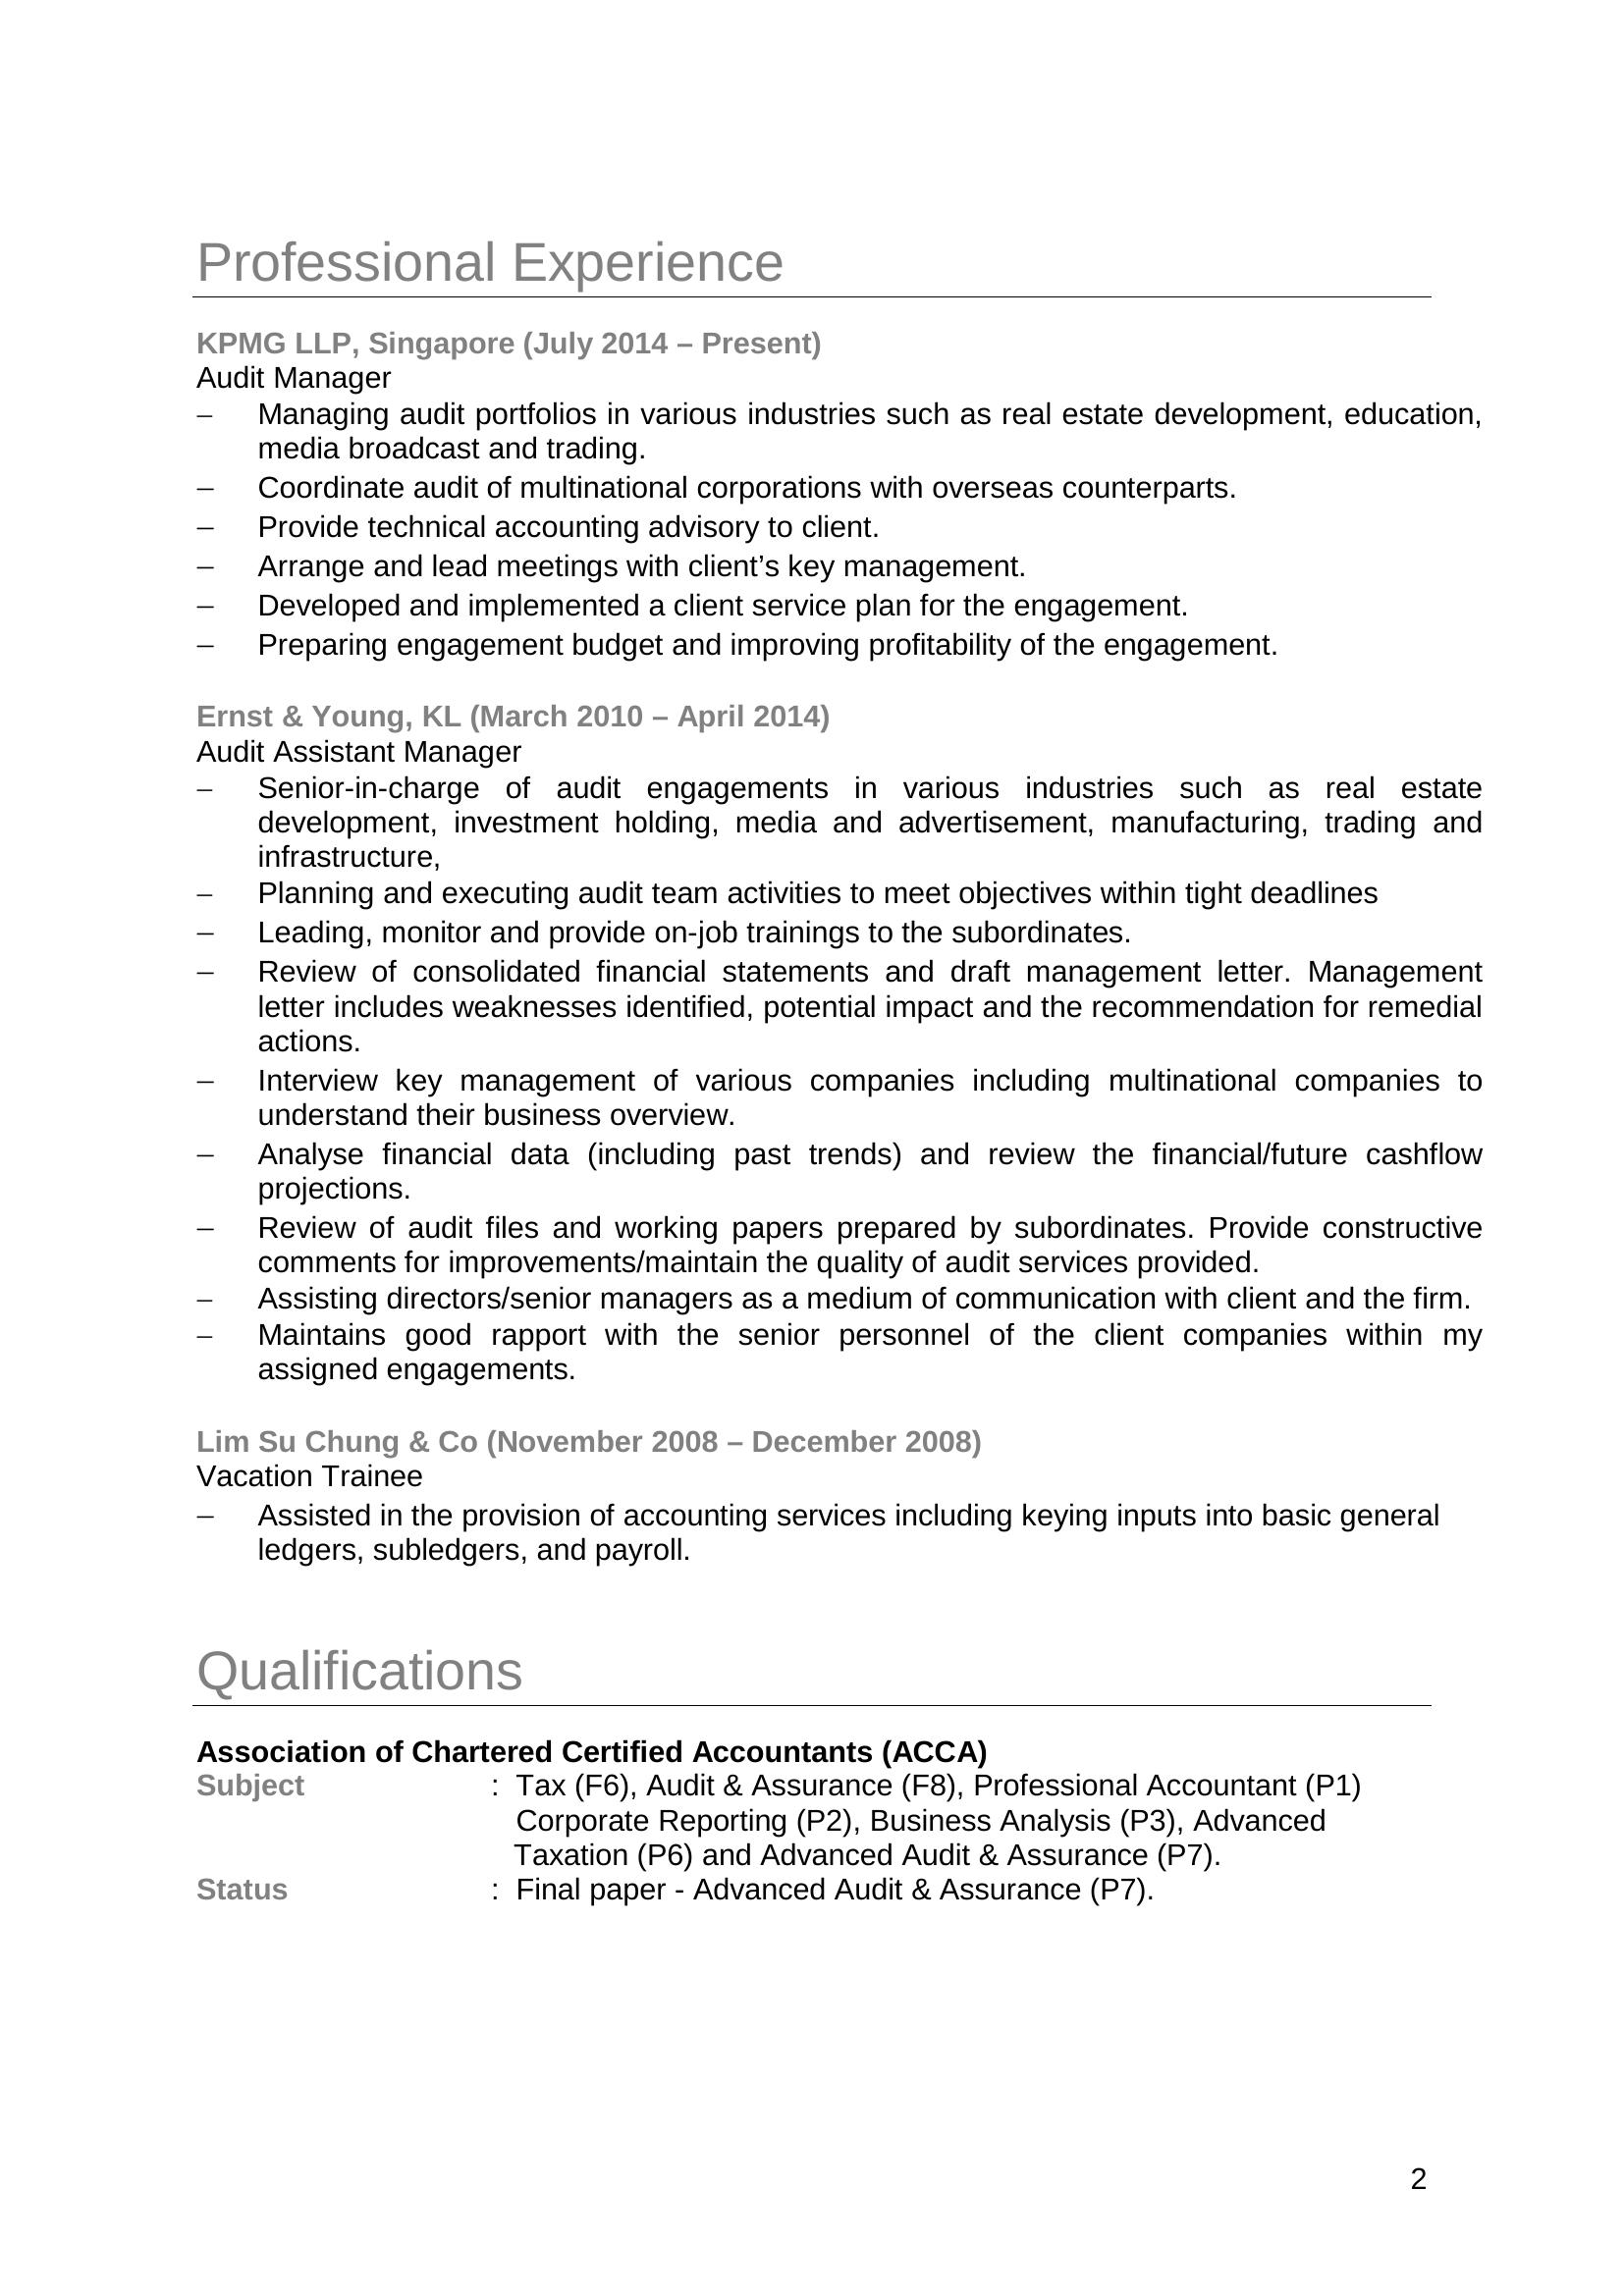 Professional Experience
KPMG LLP, Singapore (July 2014 – Present)
Audit Manager
– Managing audit portfolios in various industries such as real estate development, education,
media broadcast and trading.
– Coordinate audit of multinational corporations with overseas counterparts.
– Provide technical accounting advisory to client.
– Arrange and lead meetings with client’s key management.
– Developed and implemented a client service plan for the engagement.
– Preparing engagement budget and improving profitability of the engagement.
Ernst & Young, KL (March 2010 – April 2014)
Audit Assistant Manager
– Senior-in-charge of audit engagements in various industries such as real estate
development, investment holding, media and advertisement, manufacturing, trading and
infrastructure,
– Planning and executing audit team activities to meet objectives within tight deadlines
– Leading, monitor and provide on-job trainings to the subordinates.
– Review of consolidated financial statements and draft management letter. Management
letter includes weaknesses identified, potential impact and the recommendation for remedial
actions.
– Interview key management of various companies including multinational companies to
understand their business overview.
– Analyse financial data (including past trends) and review the financial/future cashflow
projections.
– Review of audit files and working papers prepared by subordinates. Provide constructive
comments for improvements/maintain the quality of audit services provided.
– Assisting directors/senior managers as a medium of communication with client and the firm.
– Maintains good rapport with the senior personnel of the client companies within my
assigned engagements.
Lim Su Chung & Co (November 2008 – December 2008)
Vacation Trainee
– Assisted in the provision of accounting services including keying inputs into basic general
ledgers, subledgers, and payroll.
Qualifications
Association of Chartered Certified Accountants (ACCA)
Subject : Tax (F6), Audit & Assurance (F8), Professional Accountant (P1)
Corporate Reporting (P2), Business Analysis (P3), Advanced
Taxation (P6) and Advanced Audit & Assurance (P7).
Status : Final paper - Advanced Audit & Assurance (P7).
2